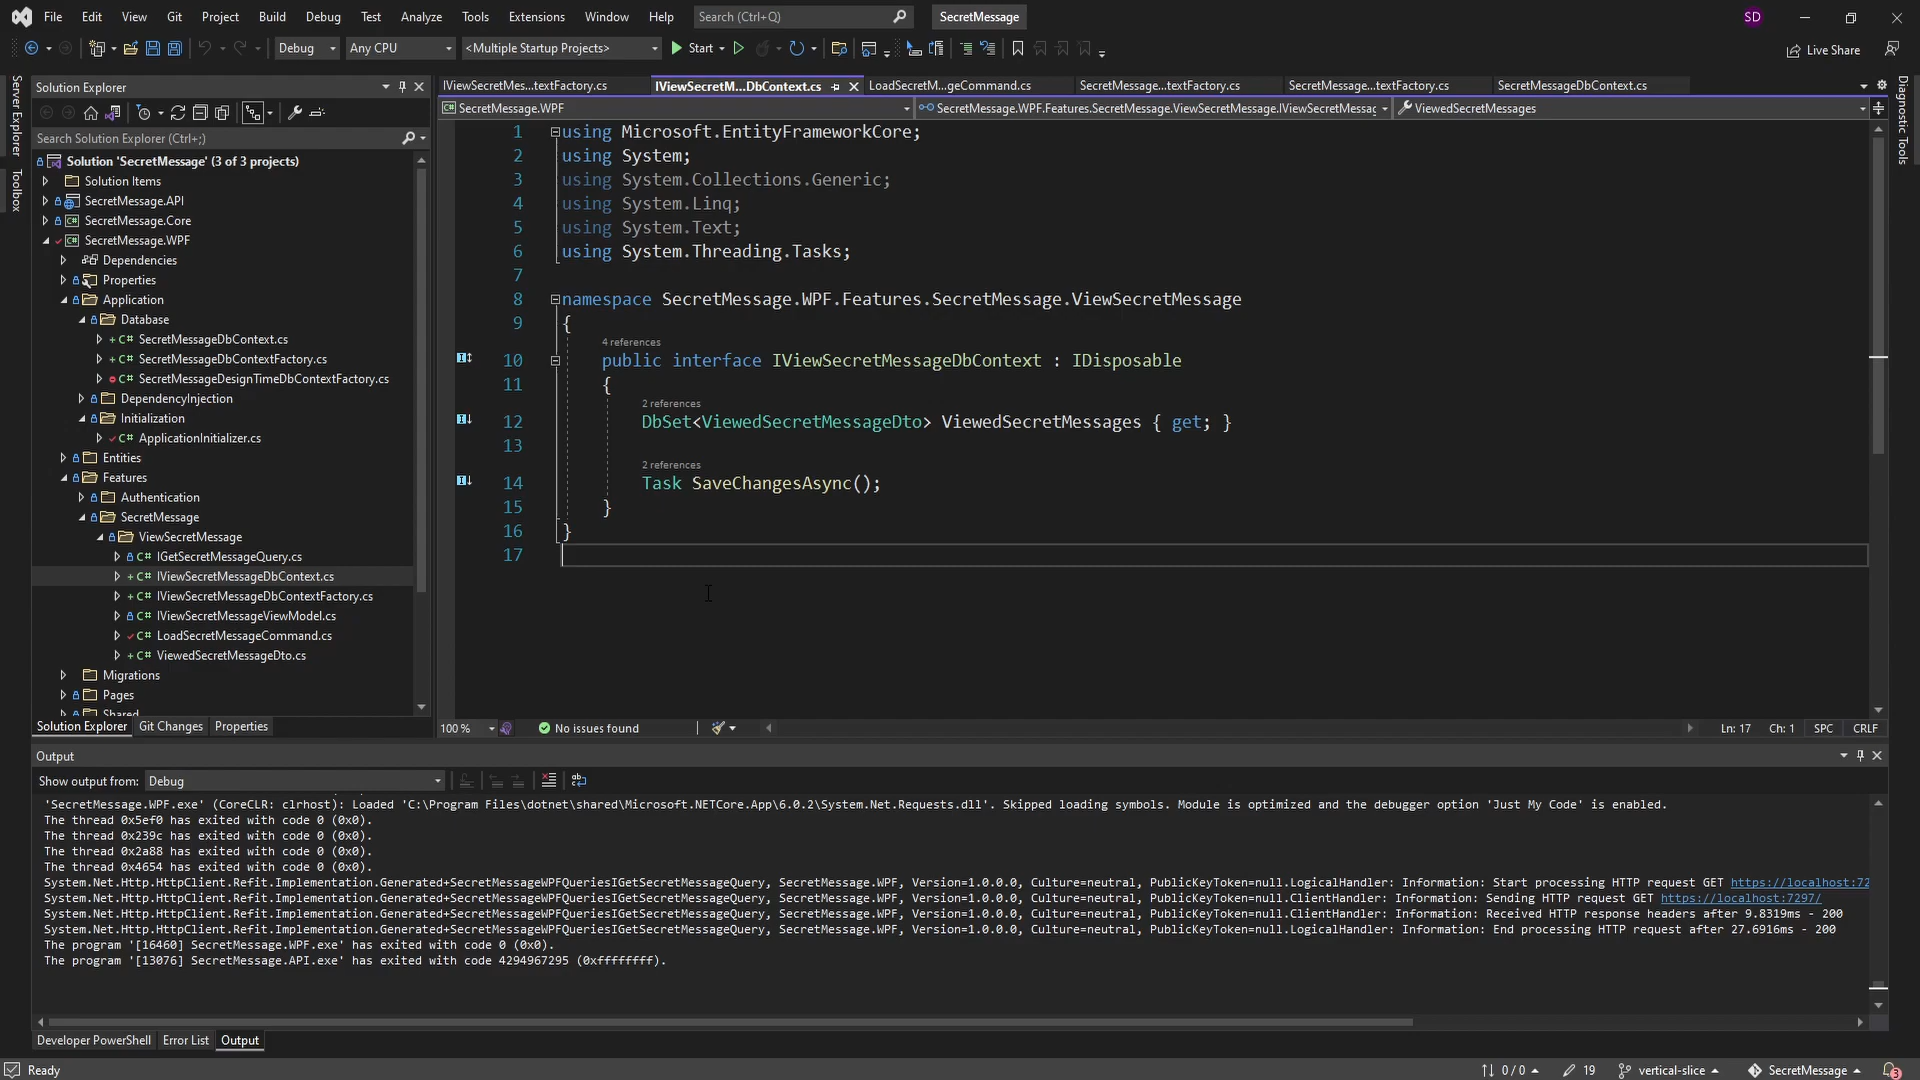 File Edit View Git Project Build Debug Test Analyze Tools Extensions Window Help Search (Ctrl+Q) SecretMessage SD
Debug Any CPU <Multiple Startup Projects> Start Live Share
Server Explorer
Toolbox
Solution Explorer
Search Solution Explorer (Ctrl+;)
Solution 'SecretMessage' (3 of 3 projects)
Solution Items
SecretMessage.API
SecretMessage.Core
SecretMessage.WPF
Dependencies
Properties
Application
Database
C# SecretMessageDbContext.cs
C# SecretMessageDbContextFactory.cs
C# SecretMessageDesignTimeDbContextFactory.cs
DependencyInjection
Initialization
C# ApplicationInitializer.cs
Entities
Features
Authentication
SecretMessage
ViewSecretMessage
C# IGetSecretMessageQuery.cs
C# IViewSecretMessageDbContext.cs
C# IViewSecretMessageDbContextFactory.cs
C# IViewSecretMessageViewModel.cs
C# LoadSecretMessageCommand.cs
C# ViewedSecretMessageDto.cs
Migrations
Pages
Shared
Solution Explorer Git Changes Properties
IViewSecretMes...textFactory.cs IViewSecretM...DbContext.cs LoadSecretM...geCommand.cs SecretMessage...textFactory.cs SecretMessage...textFactory.cs SecretMessageDbContext.cs
SecretMessage.WPF SecretMessage.WPF.Features.SecretMessage.ViewSecretMessage.IViewSecretMessag ViewedSecretMessages
1 using Microsoft.EntityFrameworkCore;
2 using System;
3 using System.Collections.Generic;
4 using System.Linq;
5 using System.Text;
6 using System.Threading.Tasks;
7
8 namespace SecretMessage.WPF.Features.SecretMessage.ViewSecretMessage
9 {
4 references
10 public interface IViewSecretMessageDbContext : IDisposable
11 {
2 references
12 DbSet<ViewedSecretMessageDto> ViewedSecretMessages { get; }
13
2 references
14 Task SaveChangesAsync();
15 }
16 }
17
100 % No issues found Ln: 17 Ch: 1 SPC CRLF
Diagnostic Tools
Output
Show output from: Debug
'SecretMessage.WPF.exe' (CoreCLR: clrhost): Loaded 'C:\Program Files\dotnet\shared\Microsoft.NETCore.App\6.0.2\System.Net.Requests.dll'. Skipped loading symbols. Module is optimized and the debugger option 'Just My Code' is enabled.
The thread 0x5ef0 has exited with code 0 (0x0).
The thread 0x239c has exited with code 0 (0x0).
The thread 0x2a88 has exited with code 0 (0x0).
The thread 0x4654 has exited with code 0 (0x0).
System.Net.Http.HttpClient.Refit.Implementation.Generated+SecretMessageWPFQueriesIGetSecretMessageQuery, SecretMessage.WPF, Version=1.0.0.0, Culture=neutral, PublicKeyToken=null.LogicalHandler: Information: Start processing HTTP request GET https://localhost:72
System.Net.Http.HttpClient.Refit.Implementation.Generated+SecretMessageWPFQueriesIGetSecretMessageQuery, SecretMessage.WPF, Version=1.0.0.0, Culture=neutral, PublicKeyToken=null.ClientHandler: Information: Sending HTTP request GET https://localhost:7297/
System.Net.Http.HttpClient.Refit.Implementation.Generated+SecretMessageWPFQueriesIGetSecretMessageQuery, SecretMessage.WPF, Version=1.0.0.0, Culture=neutral, PublicKeyToken=null.ClientHandler: Information: Received HTTP response headers after 9.8319ms - 200
System.Net.Http.HttpClient.Refit.Implementation.Generated+SecretMessageWPFQueriesIGetSecretMessageQuery, SecretMessage.WPF, Version=1.0.0.0, Culture=neutral, PublicKeyToken=null.LogicalHandler: Information: End processing HTTP request after 27.6916ms - 200
The program '[16460] SecretMessage.WPF.exe' has exited with code 0 (0x0).
The program '[13076] SecretMessage.API.exe' has exited with code 4294967295 (0xffffffff).
Developer PowerShell Error List Output
Ready 0 / 0 19 vertical-slice SecretMessage 3